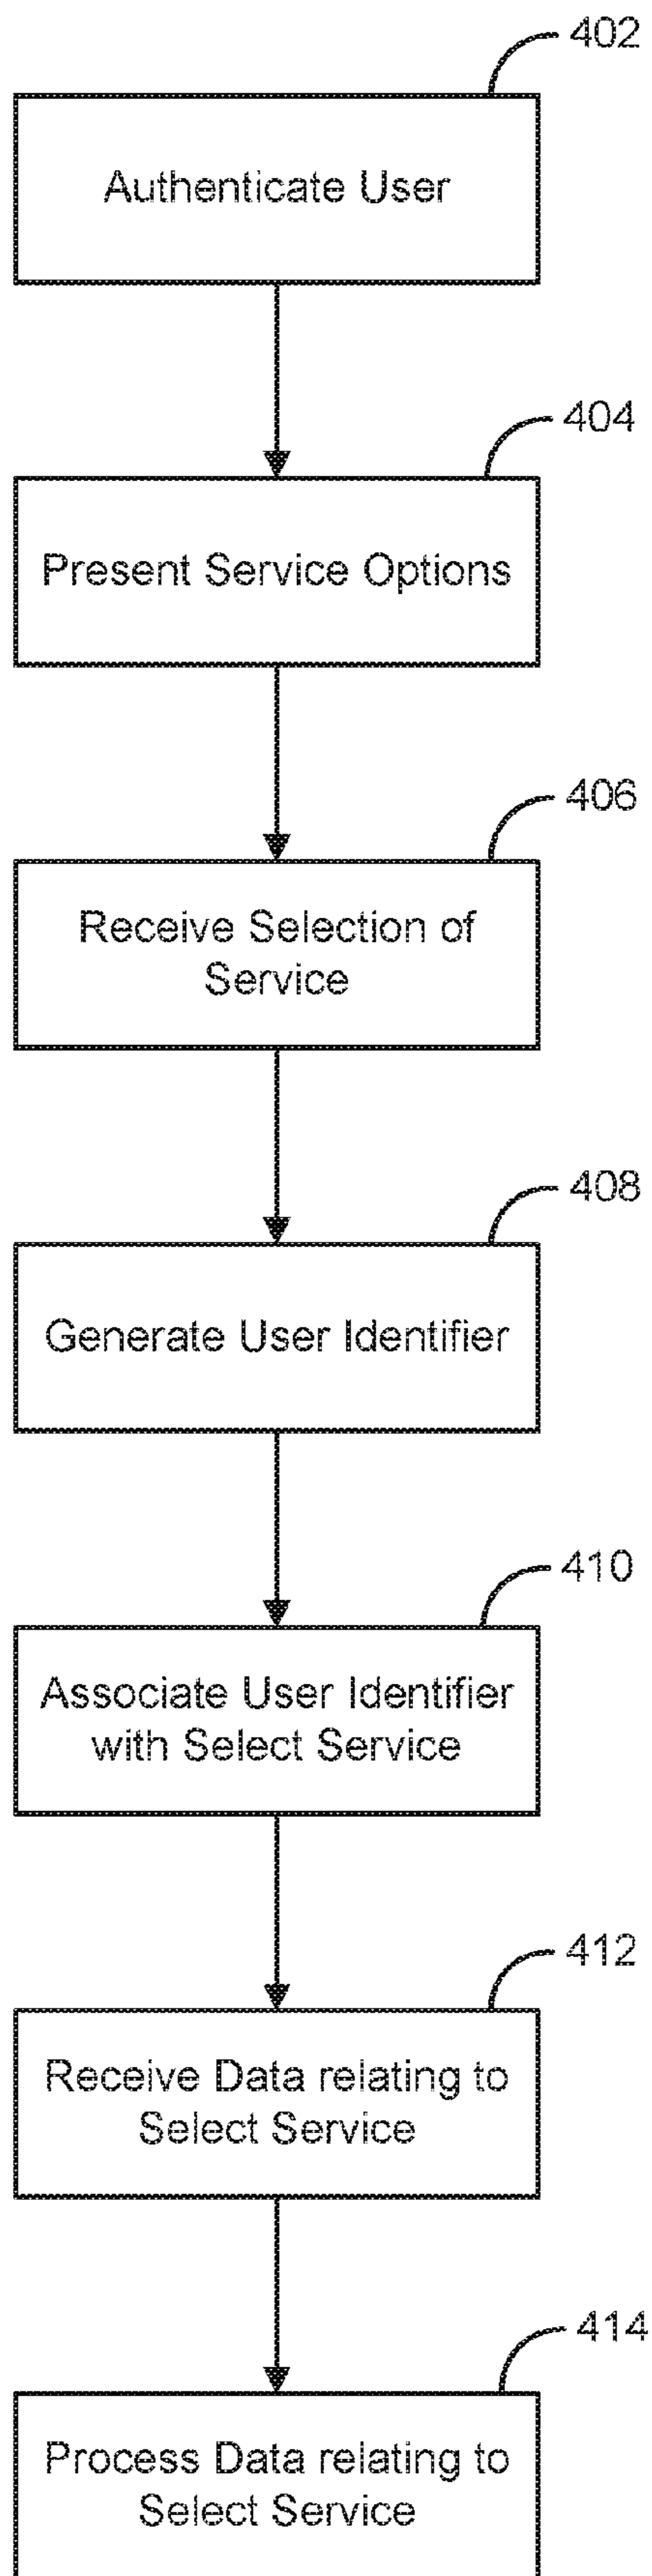 402
Authenticate User
404
Present Service Options
406
Receive Selection of
Service
408
Generate User Identifier
410
Associate User Identifier
with Select Service
412
Receive Data relating to
Select Service
414
Process Data relating to
Select Service